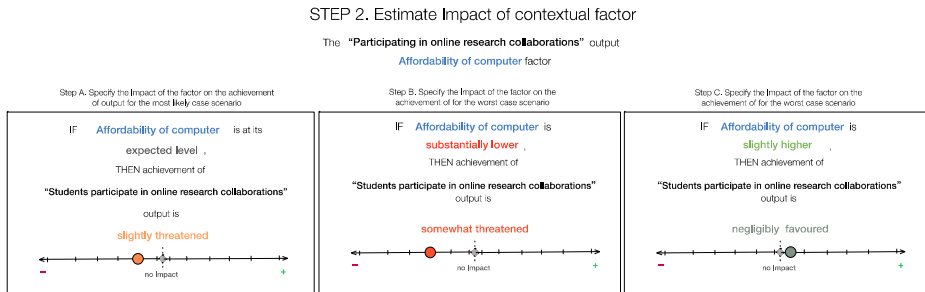 STEP 2. Estimate Impact of contextual factor
The "Participating in online research collaborations" output
Affordability of computer factor
Step A. Specify the Impact of the factor on the achievement
of output for the most likely case scenario
IF Affordability of computer is at its
expected level ,
THEN achievement of
"Students participate in online research collaborations"
output is
slightly threatened
no Impact
− +
Step B. Specify the Impact of the factor on the
achievement of for the worst case scenario
IF Affordability of computer is
substantially lower ,
THEN achievement of
"Students participate in online research collaborations"
output is
somewhat threatened
no Impact
− +
Step C. Specify the Impact of the factor on the
achievement of for the worst case scenario
IF Affordability of computer is
slightly higher ,
THEN achievement of
"Students participate in online research collaborations"
output is
negligibly favoured
no Impact
− +